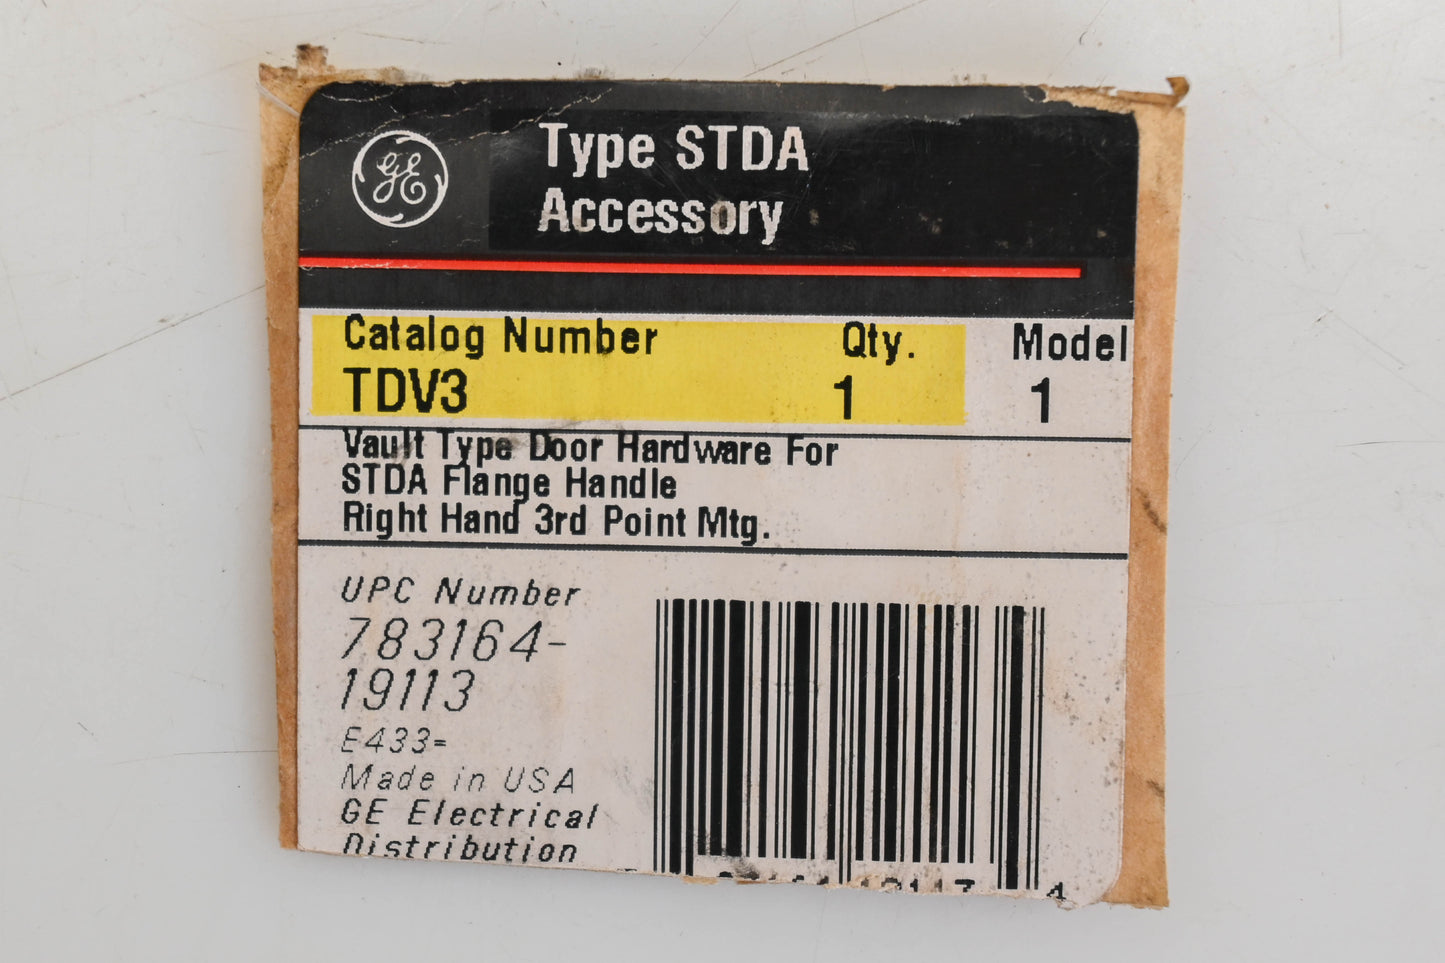 GE
Type STDA
Accessory
Catalog Number Qty. Model
TDV3 1 1
Vault Type Door Hardware For
STDA Flange Handle
Right Hand 3rd Point Mtg.
UPC Number
783164-
19113
E433=
Made in USA
GE Electrical
Distribution
4